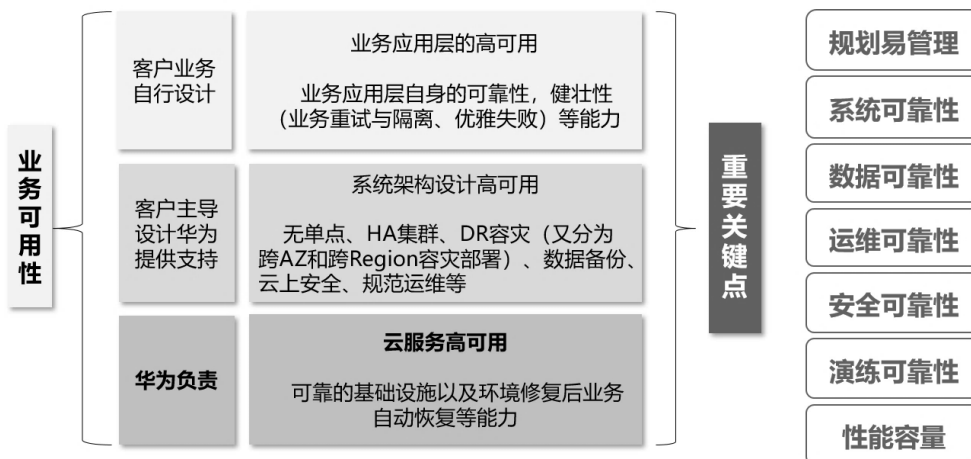 业务可用性
客户业务
自行设计
业务应用层的高可用
业务应用层自身的可靠性，健壮性
（业务重试与隔离、优雅失败）等能力
客户主导
设计华为
提供支持
系统架构设计高可用
无单点、HA集群、DR容灾（又分为
跨AZ和跨Region容灾部署）、数据备份、
云上安全、规范运维等
华为负责
云服务高可用
可靠的基础设施以及环境修复后业务
自动恢复等能力
重要关键点
规划易管理
系统可靠性
数据可靠性
运维可靠性
安全可靠性
演练可靠性
性能容量